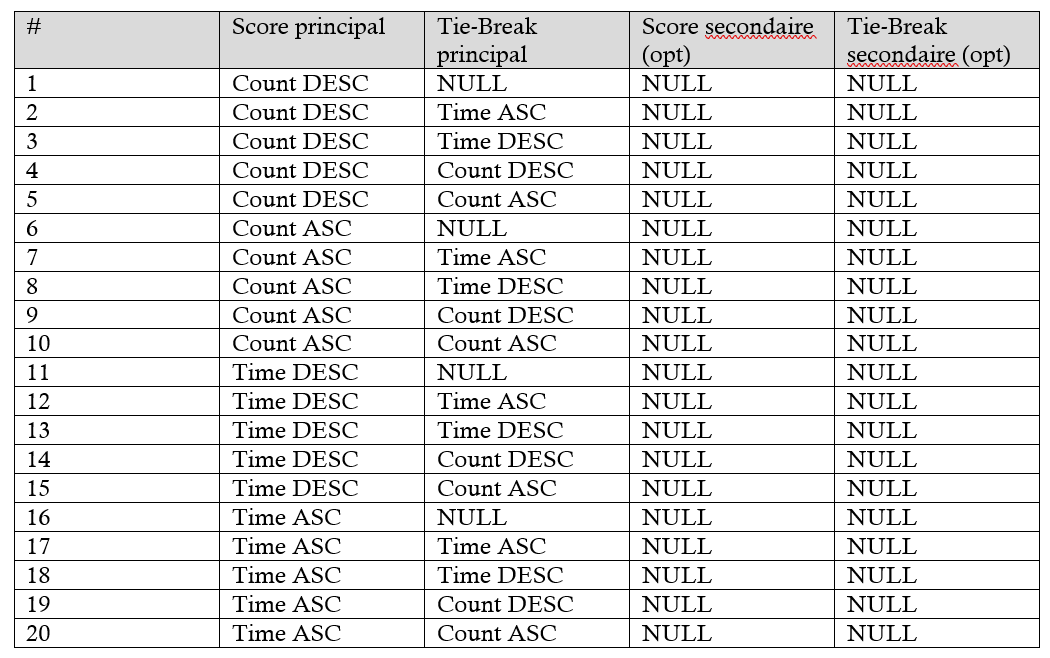 # Score principal Tie-Break principal Score secondaire (opt) Tie-Break secondaire (opt)
1 Count DESC NULL NULL NULL
2 Count DESC Time ASC NULL NULL
3 Count DESC Time DESC NULL NULL
4 Count DESC Count DESC NULL NULL
5 Count DESC Count ASC NULL NULL
6 Count ASC NULL NULL NULL
7 Count ASC Time ASC NULL NULL
8 Count ASC Time DESC NULL NULL
9 Count ASC Count DESC NULL NULL
10 Count ASC Count ASC NULL NULL
11 Time DESC NULL NULL NULL
12 Time DESC Time ASC NULL NULL
13 Time DESC Time DESC NULL NULL
14 Time DESC Count DESC NULL NULL
15 Time DESC Count ASC NULL NULL
16 Time ASC NULL NULL NULL
17 Time ASC Time ASC NULL NULL
18 Time ASC Time DESC NULL NULL
19 Time ASC Count DESC NULL NULL
20 Time ASC Count ASC NULL NULL